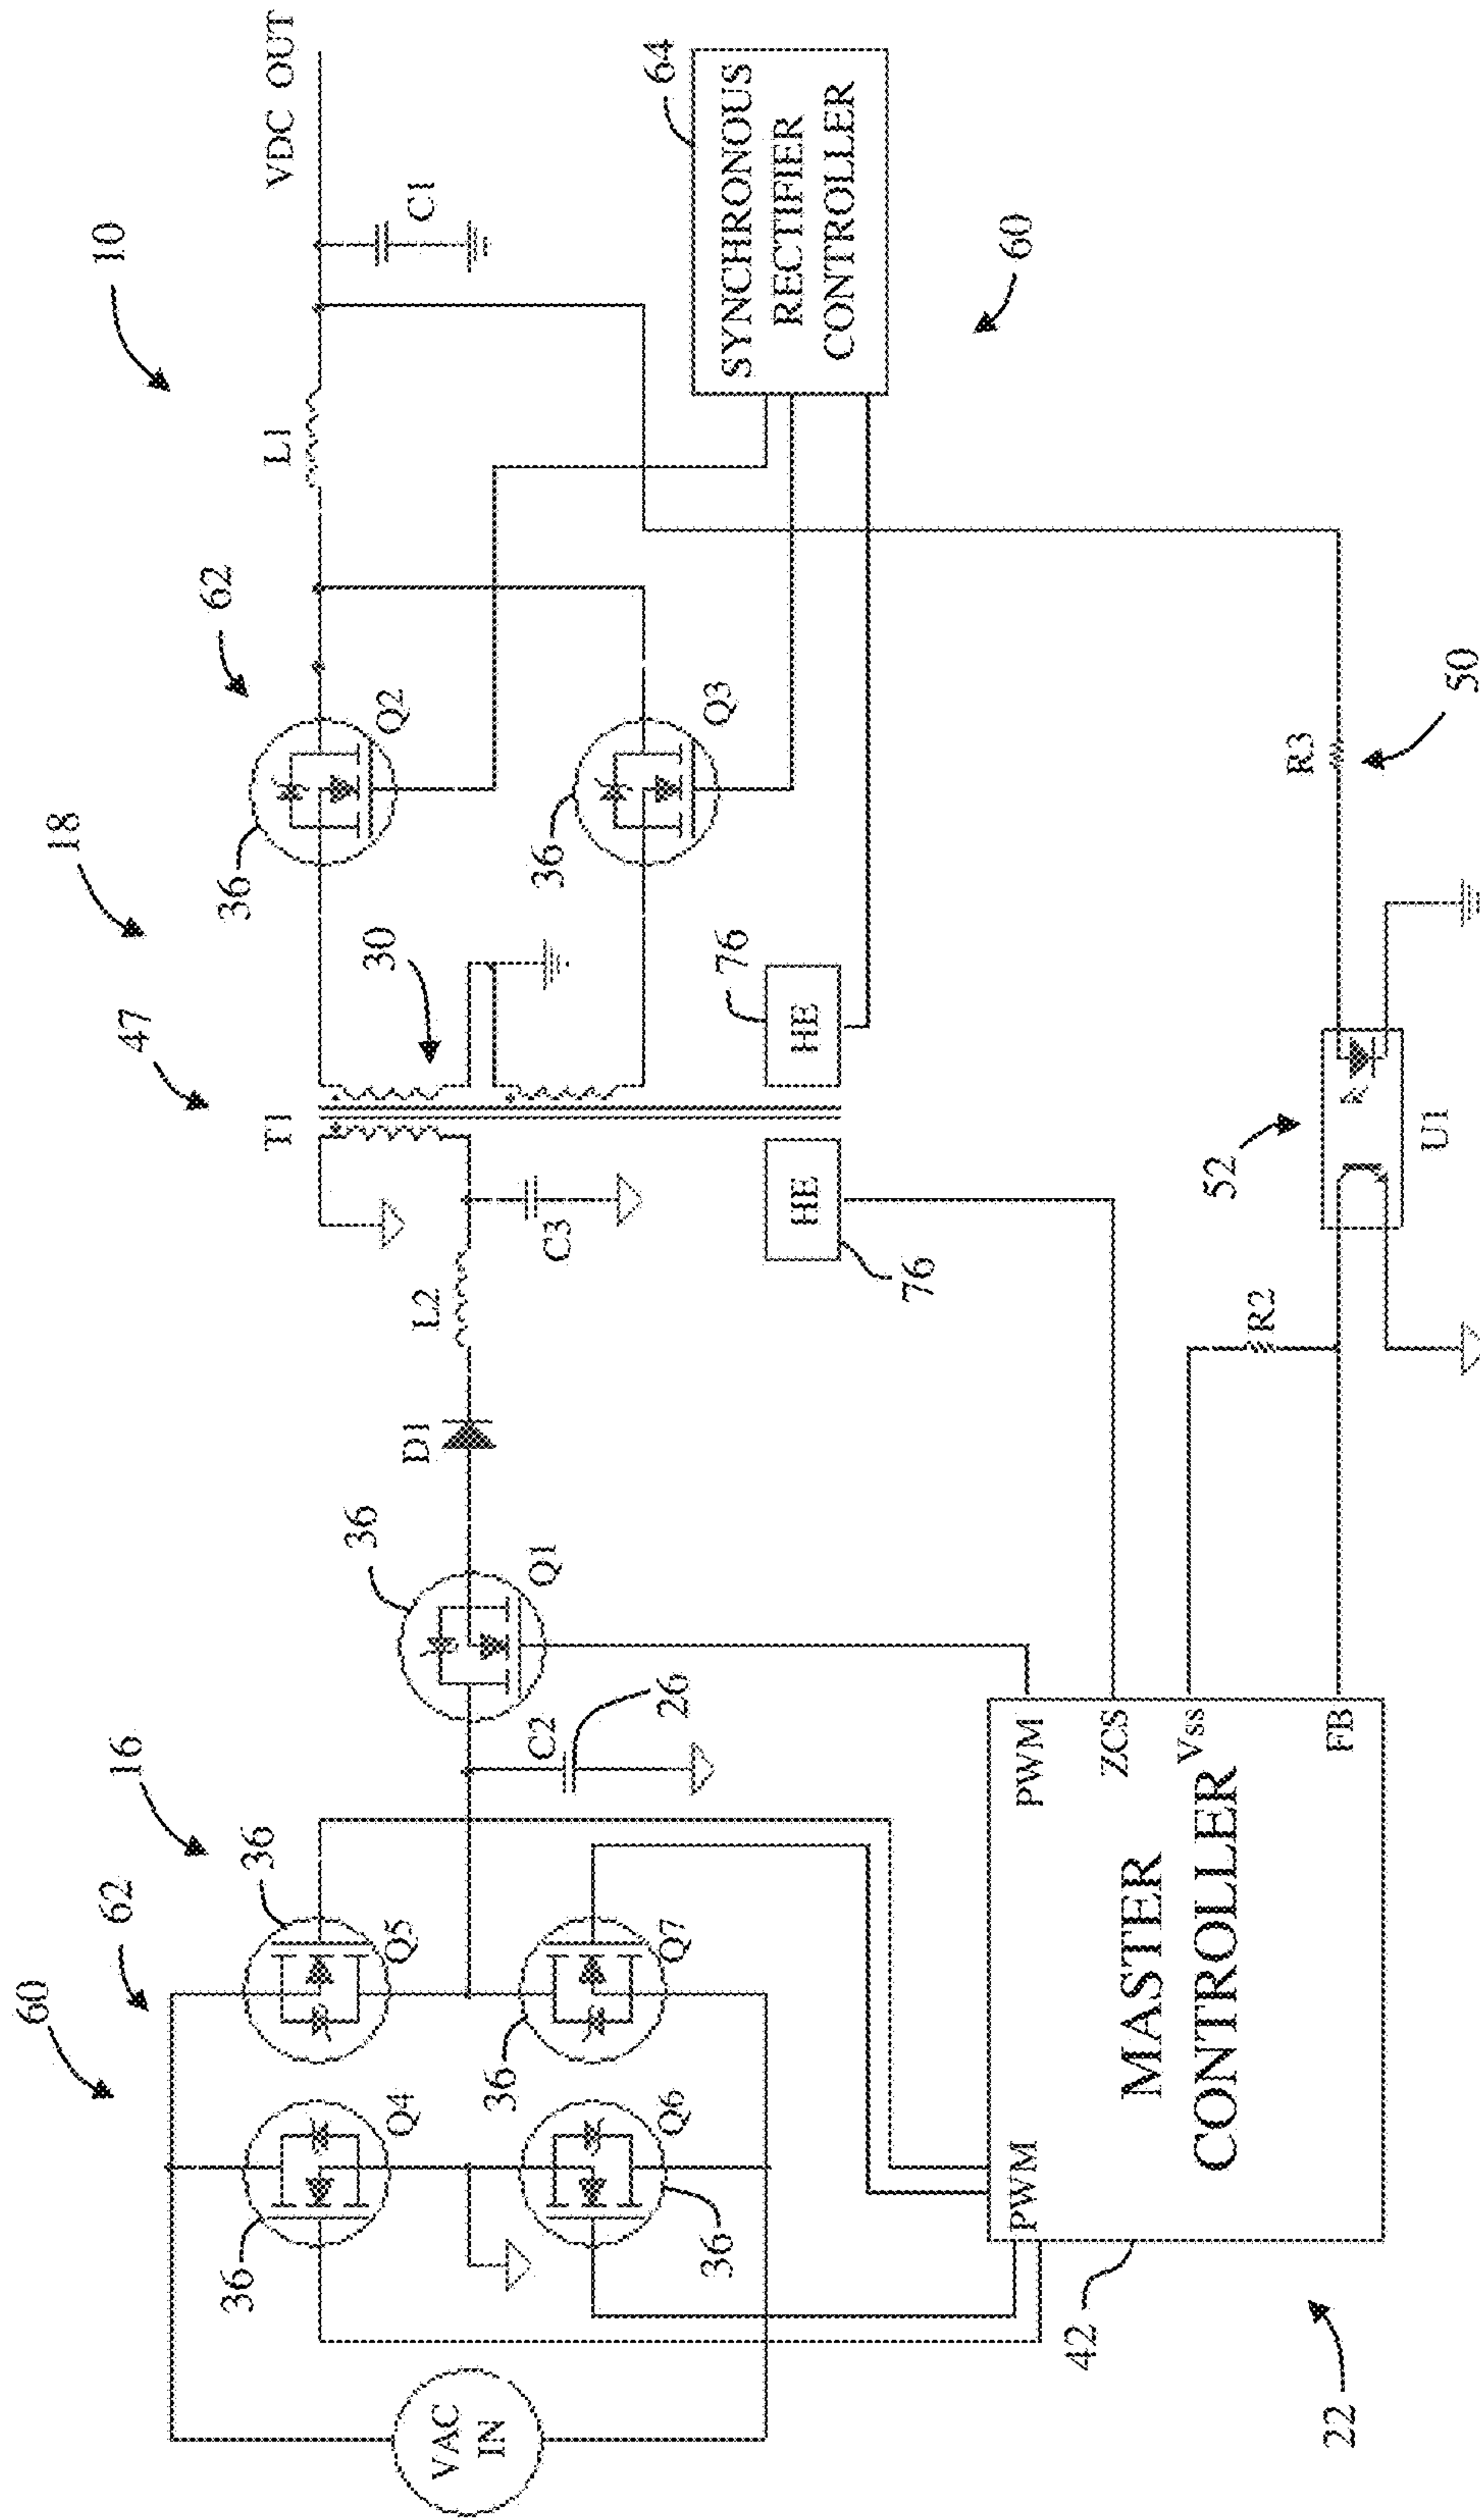 10
VDC OUT
18
47
62
L1
C1
36
Q2
30
T1
64
SYNCHRONOUS
RECTIFIER
CONTROLLER
60
36
Q3
76
HE
HE
76
L2
C3
D1
36
Q1
16
62
60
36
Q5
C2
26
36
Q4
36
Q7
Q6
36
VAC
IN
PWM
PWM
ZCS
Vss
FB
MASTER
CONTROLLER
42
22
R2
52
U1
R3
50